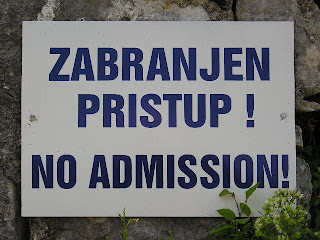 ZABRANJEN
PRISTUP !
NO ADMISSION!